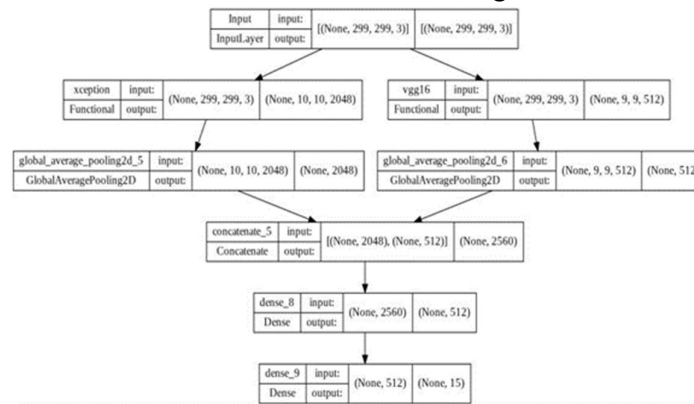 Input input: [(None, 299, 299, 3)] [(None, 299, 299, 3)]
InputLayer output:
xception input: (None, 299, 299, 3) (None, 10, 10, 2048)
Functional output:
vgg16 input: (None, 299, 299, 3) (None, 9, 9, 512)
Functional output:
global_average_pooling2d_5 input: (None, 10, 10, 2048) (None, 2048)
GlobalAveragePooling2D output:
global_average_pooling2d_6 input: (None, 9, 9, 512) (None, 512
GlobalAveragePooling2D output:
concatenate_5 input: [(None, 2048), (None, 512)] (None, 2560)
Concatenate output:
dense_8 input: (None, 2560) (None, 512)
Dense output:
dense_9 input: (None, 512) (None, 15)
Dense output: